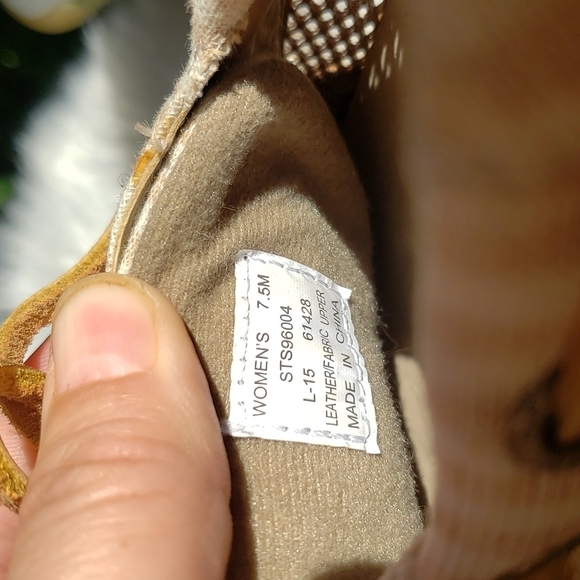 WOMEN'S 7.5M
STS96004
L-15 61428
LEATHER/FABRIC UPPER
MADE IN CHINA